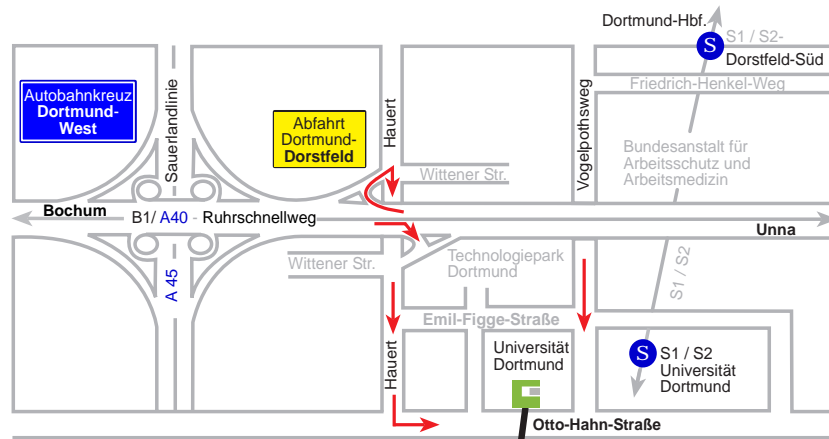 Dortmund-Hbf.
S
S1 / S2-
Dorstfeld-Süd
Friedrich-Henkel-Weg
Autobahnkreuz
Dortmund-
West
Sauerlandlinie
Abfahrt
Dortmund-
Dorstfeld
Hauert
Vogelpothsweg
Bundesanstalt für
Arbeitsschutz und
Arbeitsmedizin
Wittener Str.
Bochum
B1/ A40 - Ruhrschnellweg
Unna
Wittener Str.
Technologiepark
Dortmund
S1 / S2
A 45
Emil-Figge-Straße
Hauert
Universität
Dortmund
S
S1 / S2
Universität
Dortmund
Otto-Hahn-Straße